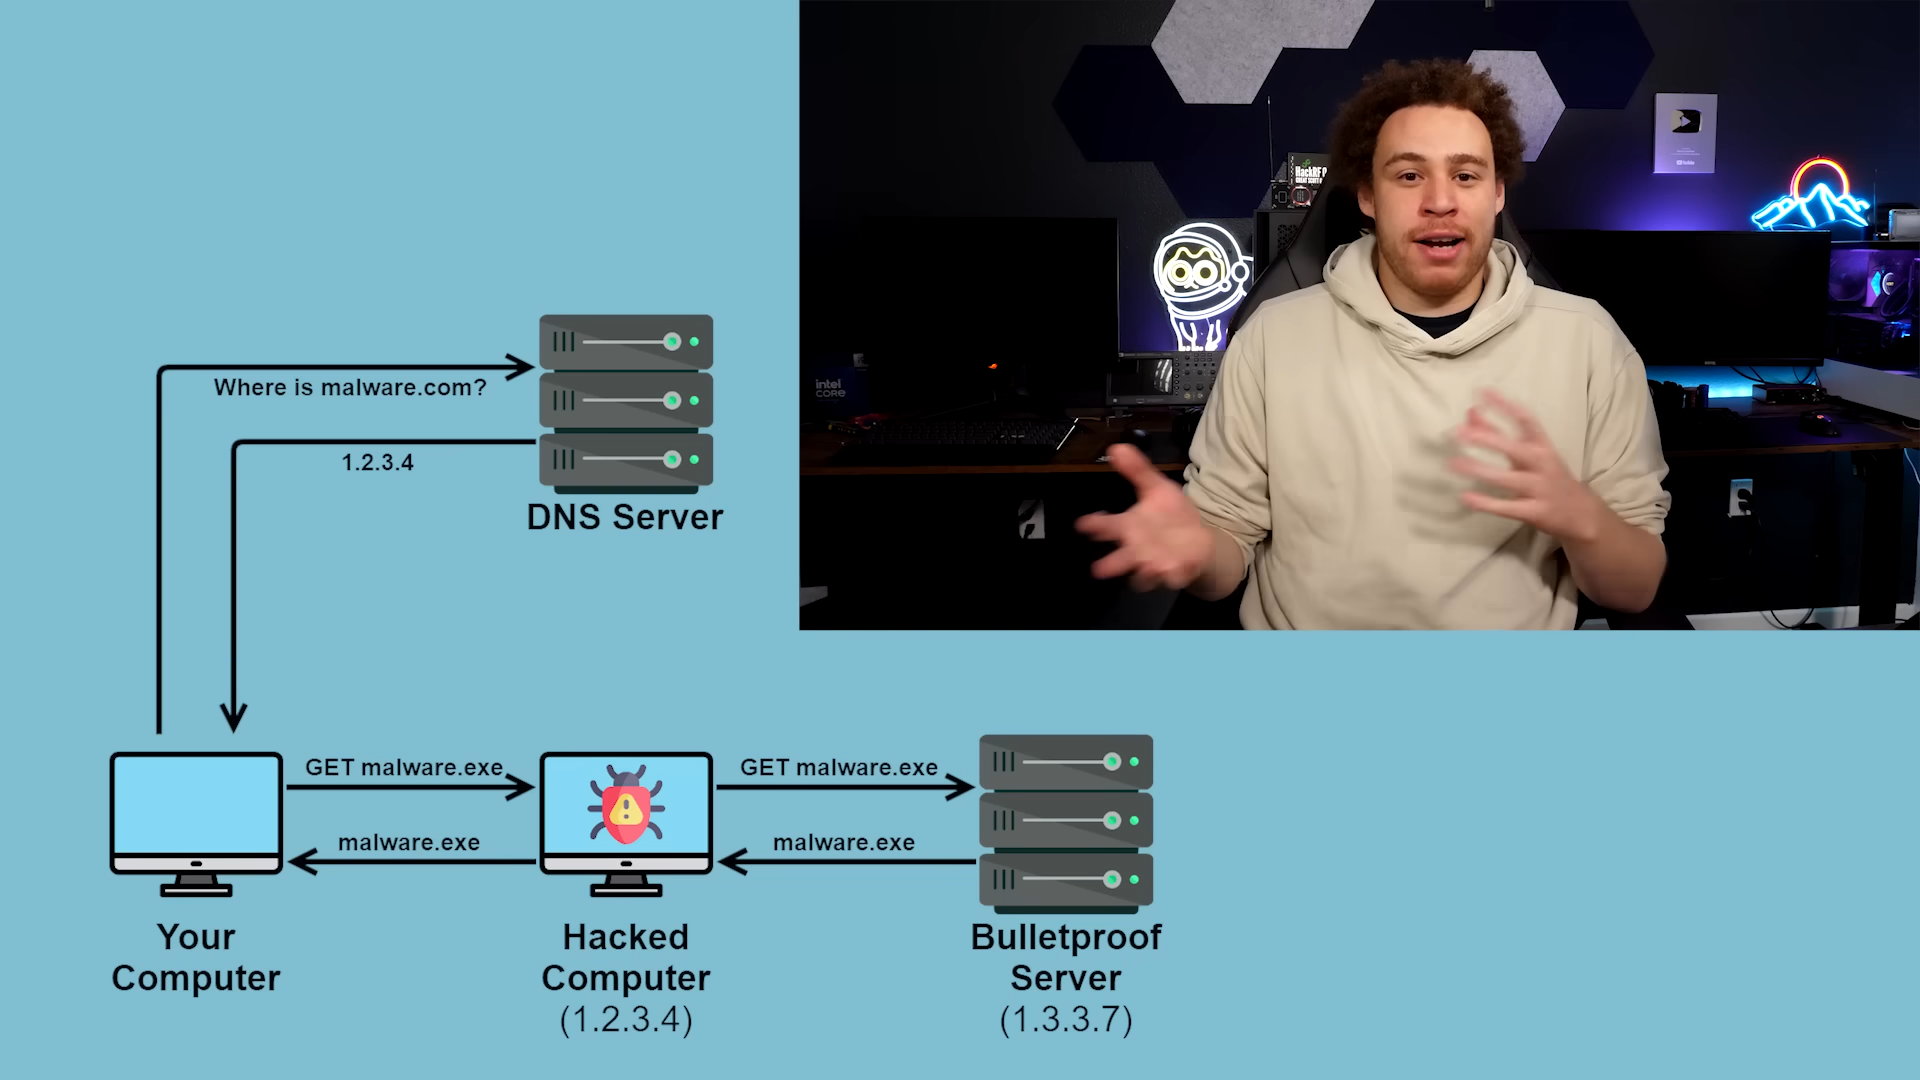 HackRF
intel
CORE
Where is malware.com?
1.2.3.4
DNS Server
GET malware.exe
GET malware.exe
malware.exe
malware.exe
Your
Computer
Hacked
Computer
(1.2.3.4)
Bulletproof
Server
(1.3.3.7)